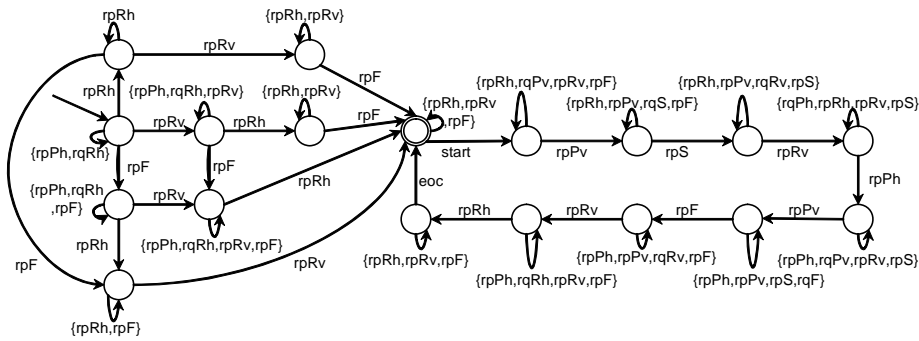 rpRh
{rpRh,rpRv}
rpRv
rpF
rpRh
{rpPh,rqRh,rpRv}
{rpRh,rpRv}
{rpRh,rpRv
,rpF}
{rpRh,rqPv,rpRv,rpF}
{rpRh,rpPv,rqS,rpF}
{rpRh,rpPv,rqRv,rpS}
{rqPh,rpRh,rpRv,rpS}
rpRv
rpRh
rpF
{rpPh,rqRh}
rpF
rpF
start
rpPv
rpS
rpRv
rpPh
{rpPh,rqRh
,rpF}
rpRv
rpRh
eoc
rpRh
rpRv
rpF
rpPv
rpRh
{rpPh,rqRh,rpRv,rpF}
{rpRh,rpRv,rpF}
{rpPh,rqRh,rpRv,rpF}
{rpPh,rpPv,rqRv,rpF}
{rpPh,rpPv,rpS,rqF}
{rpPh,rqPv,rpRv,rpS}
rpF
rpRv
{rpRh,rpF}